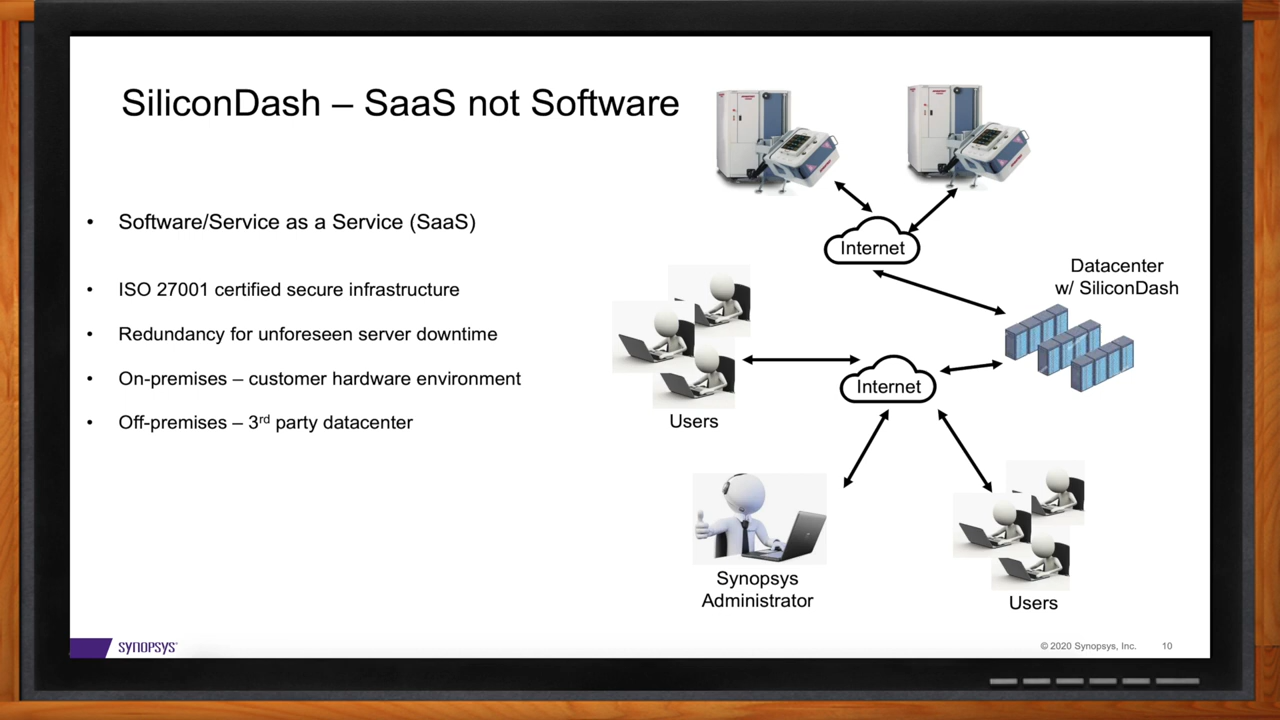 SiliconDash – SaaS not Software
• Software/Service as a Service (SaaS)
• ISO 27001 certified secure infrastructure
• Redundancy for unforeseen server downtime
• On-premises – customer hardware environment
• Off-premises – 3rd party datacenter
Internet
Datacenter
w/ SiliconDash
Internet
Users
Synopsys
Administrator
Users
SYNOPSYS®
© 2020 Synopsys, Inc.
10